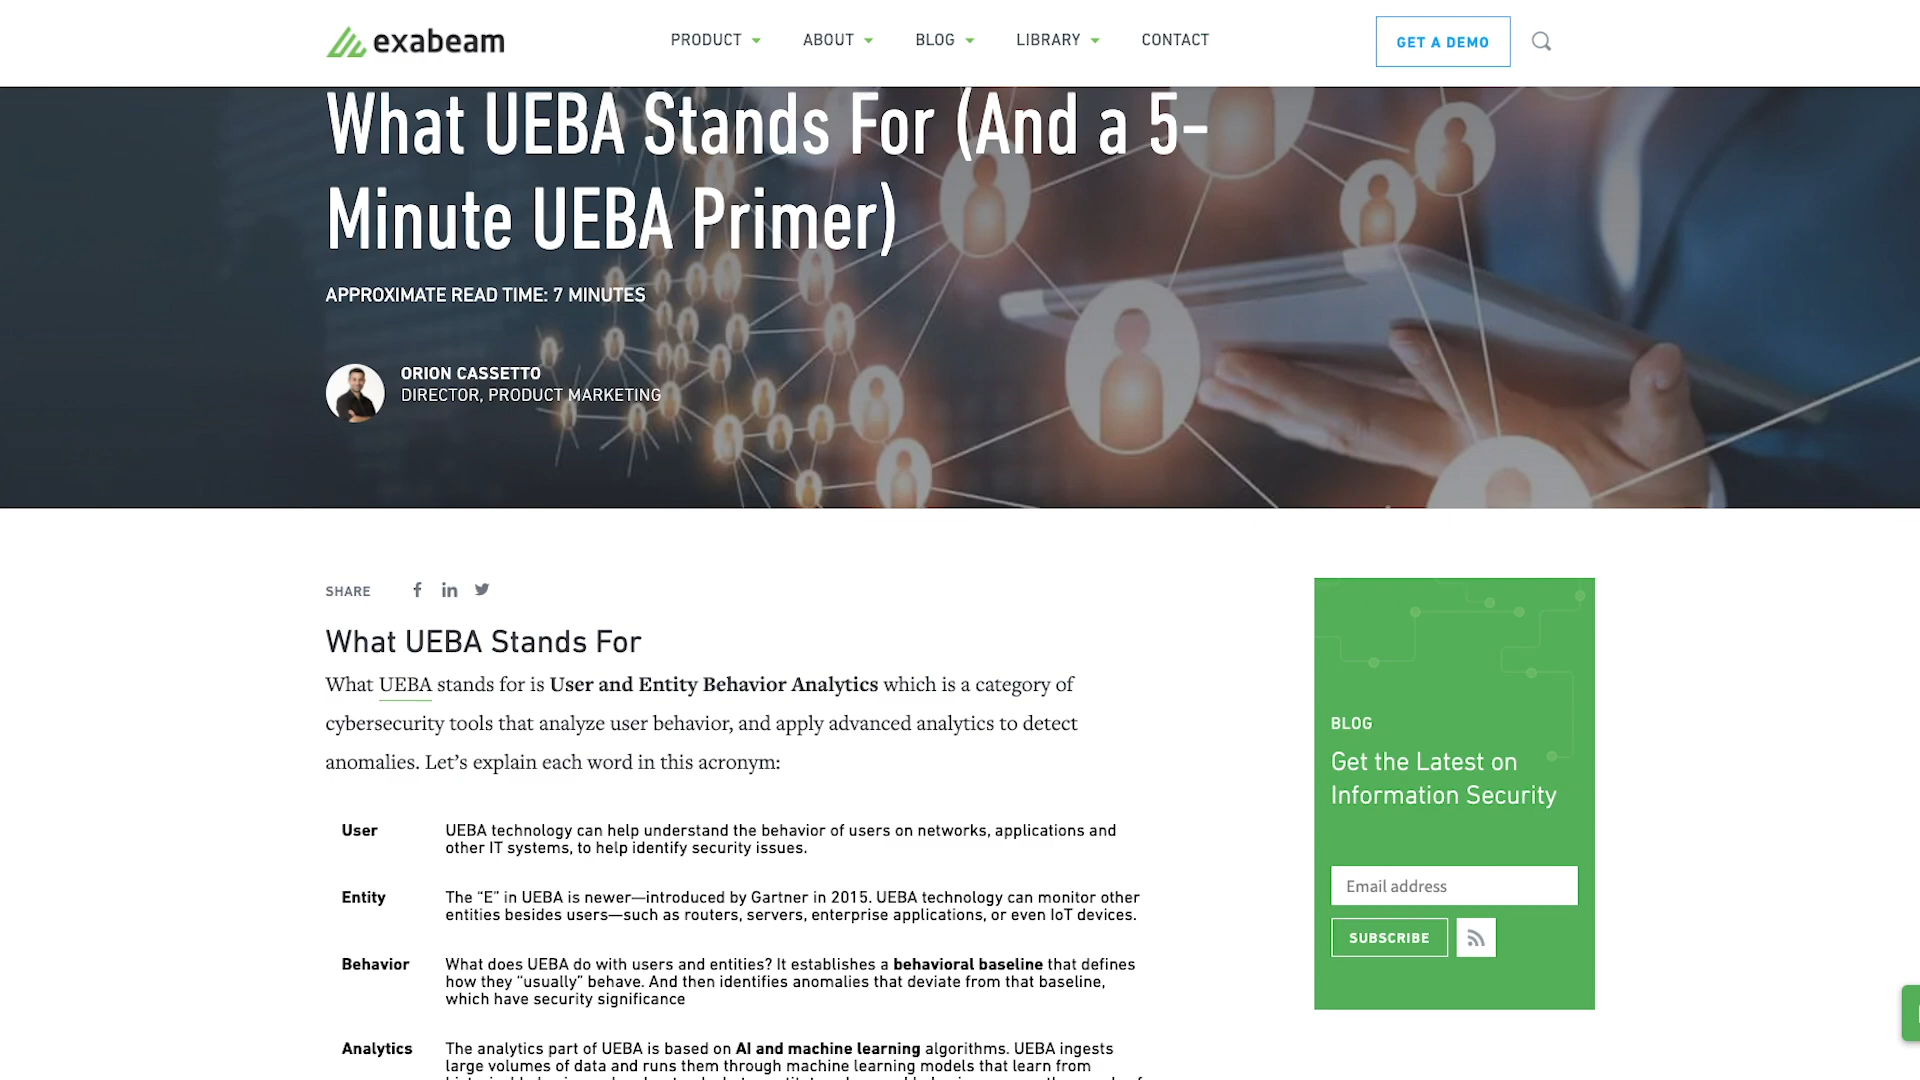 exabeam
PRODUCT
ABOUT
BLOG
LIBRARY
CONTACT
GET A DEMO
What UEBA Stands For (And a 5-
Minute UEBA Primer)
APPROXIMATE READ TIME: 7 MINUTES
ORION CASSETTO
DIRECTOR, PRODUCT MARKETING
SHARE
What UEBA Stands For
What UEBA stands for is User and Entity Behavior Analytics which is a category of
cybersecurity tools that analyze user behavior, and apply advanced analytics to detect
anomalies. Let’s explain each word in this acronym:
User
UEBA technology can help understand the behavior of users on networks, applications and
other IT systems, to help identify security issues.
Entity
The “E” in UEBA is newer—introduced by Gartner in 2015. UEBA technology can monitor other
entities besides users—such as routers, servers, enterprise applications, or even IoT devices.
Behavior
What does UEBA do with users and entities? It establishes a behavioral baseline that defines
how they “usually” behave. And then identifies anomalies that deviate from that baseline,
which have security significance
Analytics
The analytics part of UEBA is based on AI and machine learning algorithms. UEBA ingests
large volumes of data and runs them through machine learning models that learn from
BLOG
Get the Latest on
Information Security
Email address
SUBSCRIBE